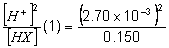 [H⁺]²/[HX] (1) = (2.70×10⁻³)²/0.150